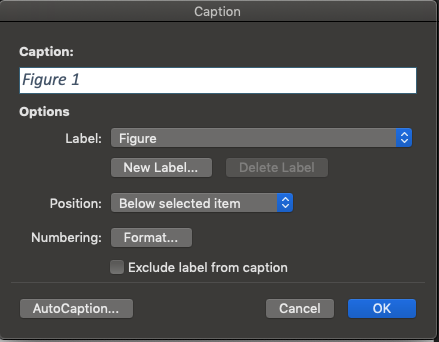 Caption
Caption:
Figure 1
Options
Label: Figure
New Label... Delete Label
Position: Below selected item
Numbering: Format...
Exclude label from caption
AutoCaption... Cancel OK